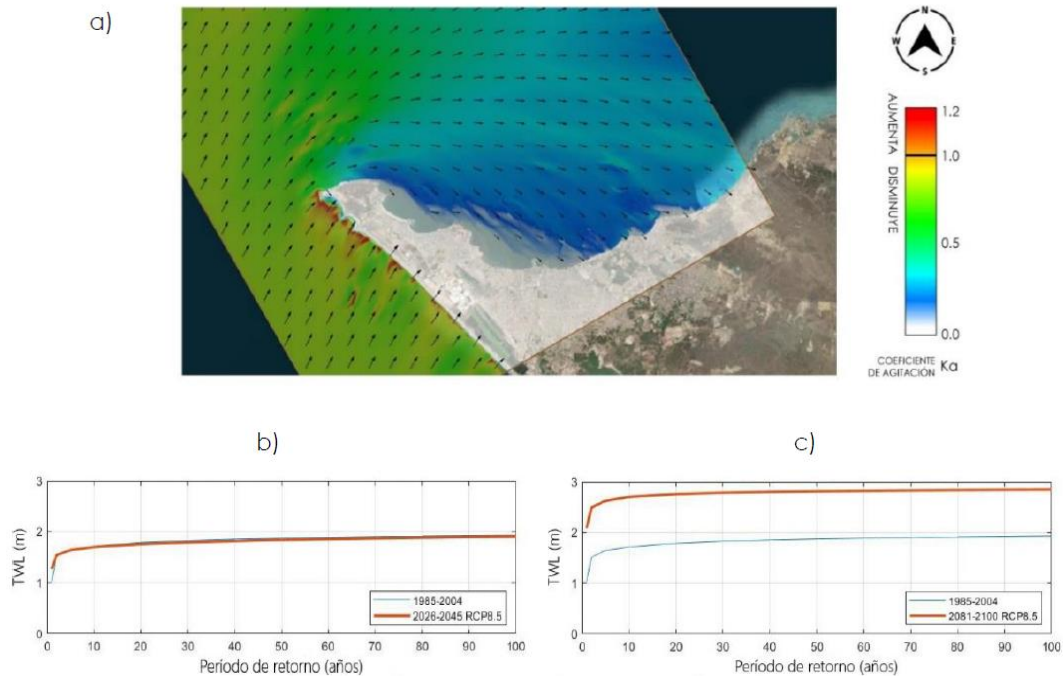 a)
N
W
E
S
AUMENTA
DISMINUYE
1.2
1.0
0.5
0.0
COEFICIENTE
DE AGITACIÓN
Ka
b)
3
2
1
0
TWL (m)
1985-2004
2026-2045 RCP8.5
0 10 20 30 40 50 60 70 80 90 100
Período de retorno (años)
c)
3
2
1
0
TWL (m)
1985-2004
2081-2100 RCP8.5
0 10 20 30 40 50 60 70 80 90 100
Período de retorno (años)